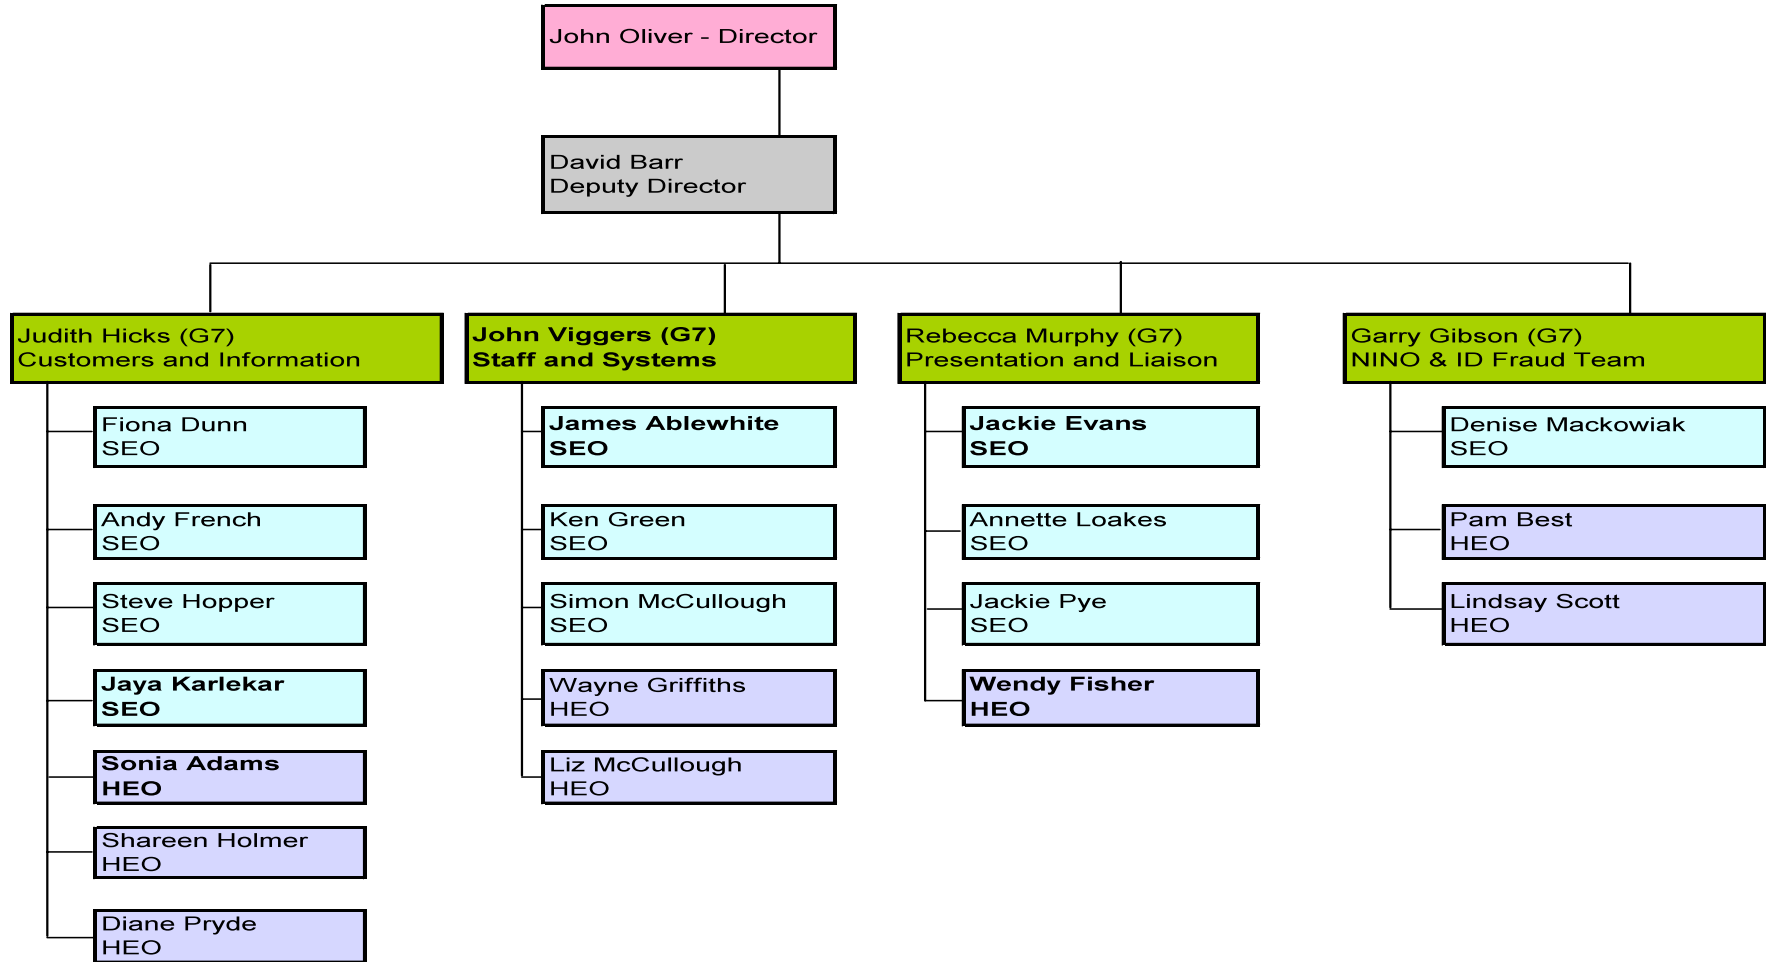 John Oliver - Director
David Barr
Deputy Director
Judith Hicks (G7)
Customers and Information
Fiona Dunn
SEO
Andy French
SEO
Steve Hopper
SEO
Jaya Karlekar
SEO
Sonia Adams
HEO
Shareen Holmer
HEO
Diane Pryde
HEO
John Viggers (G7)
Staff and Systems
James Ablewhite
SEO
Ken Green
SEO
Simon McCullough
SEO
Wayne Griffiths
HEO
Liz McCullough
HEO
Rebecca Murphy (G7)
Presentation and Liaison
Jackie Evans
SEO
Annette Loakes
SEO
Jackie Pye
SEO
Wendy Fisher
HEO
Garry Gibson (G7)
NINO & ID Fraud Team
Denise Mackowiak
SEO
Pam Best
HEO
Lindsay Scott
HEO